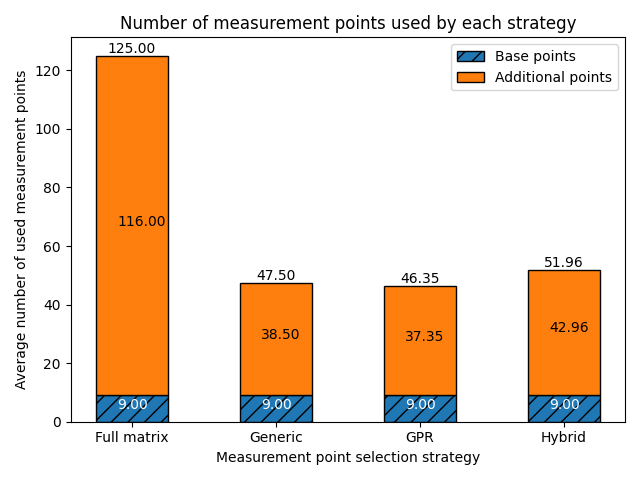 Number of measurement points used by each strategy
Base points
Additional points
Average number of used measurement points
120
100
80
60
40
20
0
125.00
116.00
9.00
47.50
38.50
9.00
46.35
37.35
9.00
51.96
42.96
9.00
Full matrix
Generic
GPR
Hybrid
Measurement point selection strategy